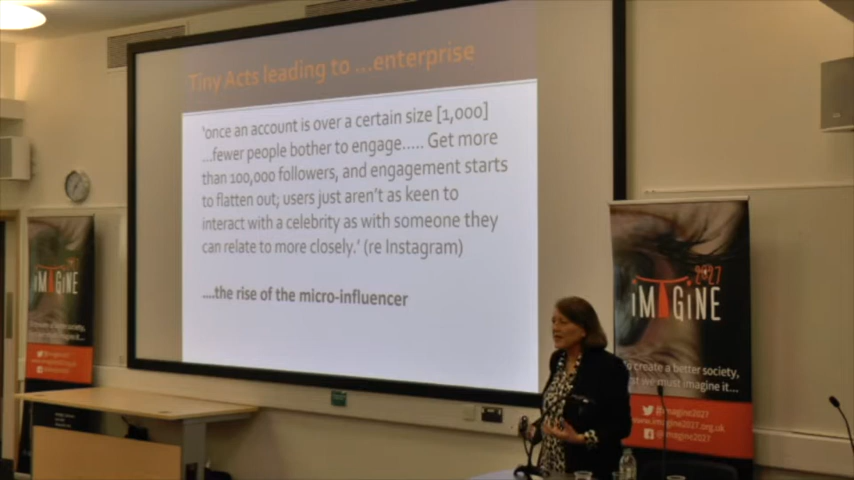 Tiny Acts leading to ...enterprise
‘once an account is over a certain size [1,000]
...fewer people bother to engage..... Get more
than 100,000 followers, and engagement starts
to flatten out; users just aren’t as keen to
interact with a celebrity as with someone they
can relate to more closely.’ (re Instagram)
....the rise of the micro-influencer
iMAGiNE
2027
iMAGiNE
To create a better society,
we must imagine it...
#imagine2027
www.imagine2027.org.uk
@imagine2027